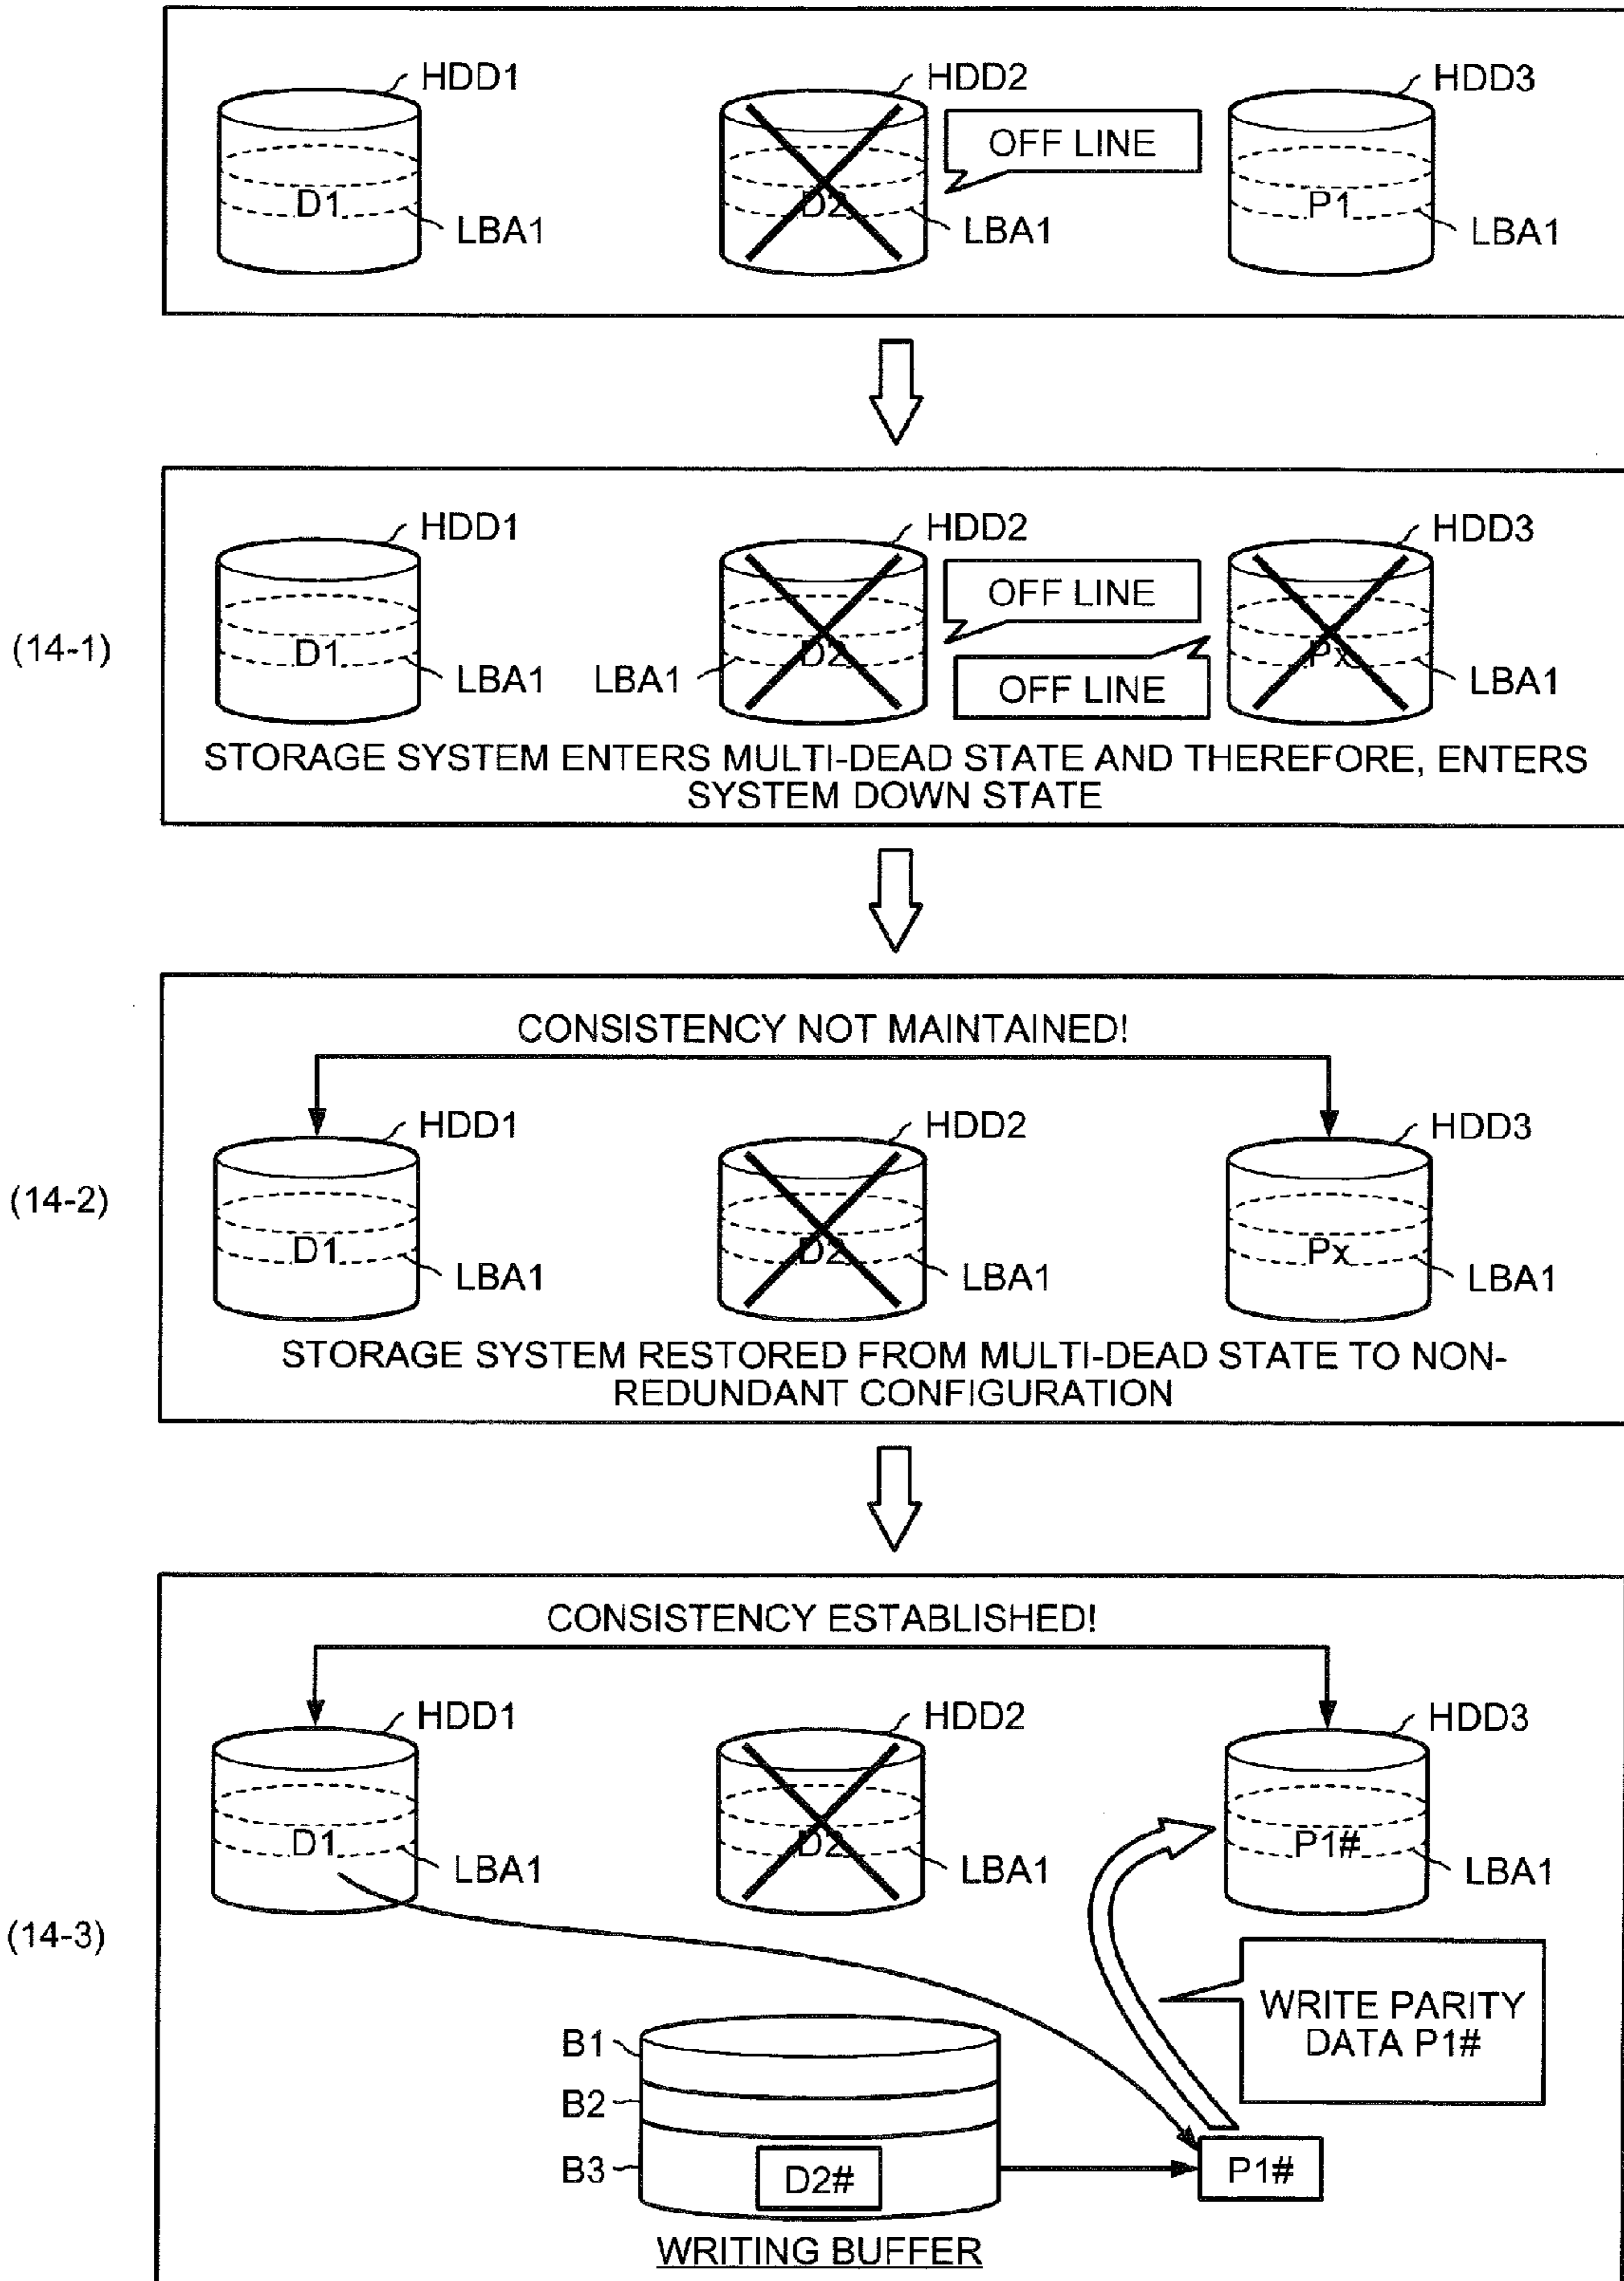 HDD1
HDD2
HDD3
OFF LINE
D1
D2
P1
LBA1
LBA1
LBA1
(14-1)
HDD1
HDD2
HDD3
OFF LINE
D1
D2
Px
LBA1
LBA1
OFF LINE
LBA1
STORAGE SYSTEM ENTERS MULTI-DEAD STATE AND THEREFORE, ENTERS
SYSTEM DOWN STATE
(14-2)
CONSISTENCY NOT MAINTAINED!
HDD1
HDD2
HDD3
D1
D2
Px
LBA1
LBA1
LBA1
STORAGE SYSTEM RESTORED FROM MULTI-DEAD STATE TO NON-
REDUNDANT CONFIGURATION
(14-3)
CONSISTENCY ESTABLISHED!
HDD1
HDD2
HDD3
D1
D2
P1#
LBA1
LBA1
LBA1
WRITE PARITY
DATA P1#
B1
B2
B3
D2#
P1#
WRITING BUFFER